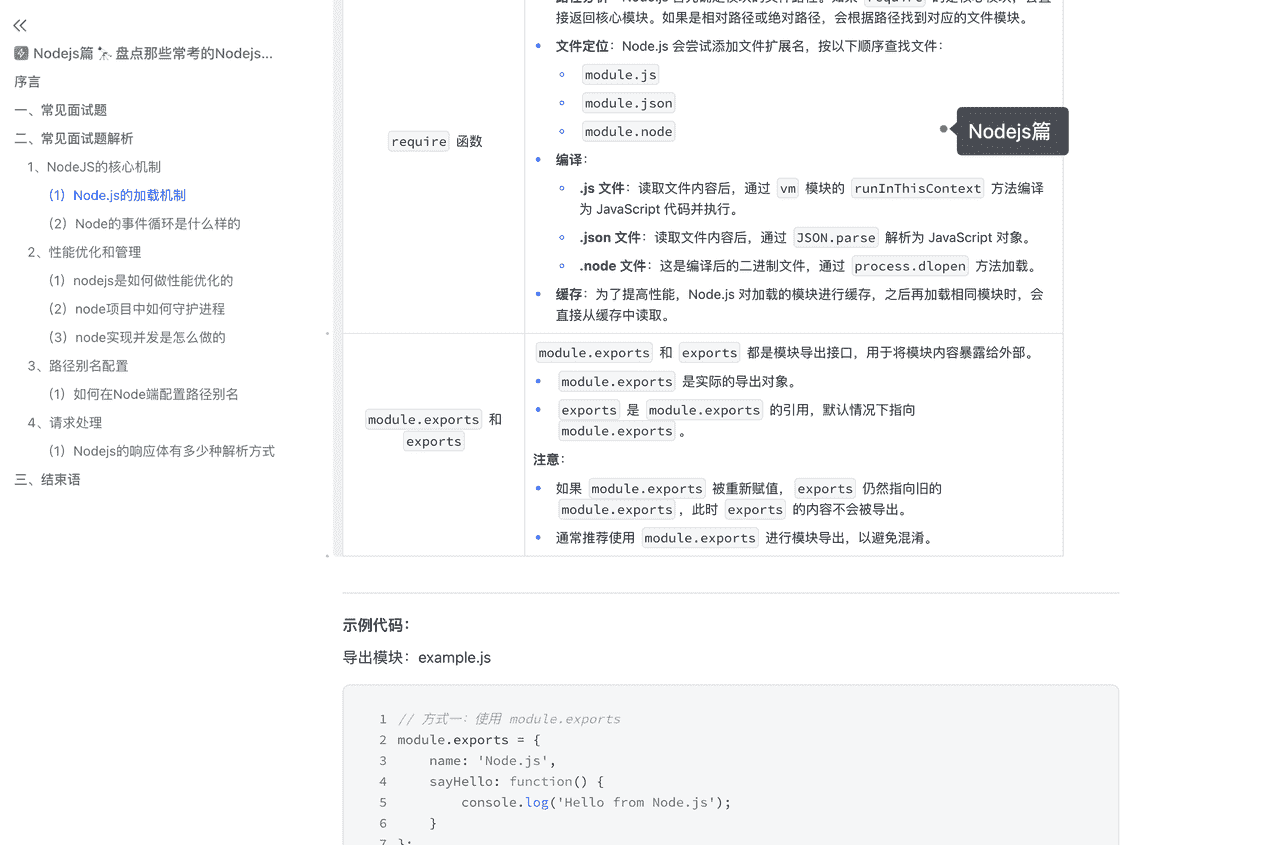 Nodejs篇 盘点那些常考的Nodejs...
序言
一、常见面试题
二、常见面试题解析
1、NodeJS的核心机制
（1）Node.js的加载机制
（2）Node的事件循环是什么样的
2、性能优化和管理
（1）nodejs是如何做性能优化的
（2）node项目中如何守护进程
（3）node实现并发是怎么做的
3、路径别名配置
（1）如何在Node端配置路径别名
4、请求处理
（1）Nodejs的响应体有多少种解析方式
三、结束语
require 函数
接返回核心模块。如果是相对路径或绝对路径，会根据路径找到对应的文件模块。
文件定位：Node.js 会尝试添加文件扩展名，按以下顺序查找文件：
module.js
module.json
module.node
编译：
.js 文件：读取文件内容后，通过 vm 模块的 runInThisContext 方法编译
为 JavaScript 代码并执行。
.json 文件：读取文件内容后，通过 JSON.parse 解析为 JavaScript 对象。
.node 文件：这是编译后的二进制文件，通过 process.dlopen 方法加载。
缓存：为了提高性能，Node.js 对加载的模块进行缓存，之后再加载相同模块时，会
直接从缓存中读取。
Nodejs篇
module.exports 和
exports
module.exports 和 exports 都是模块导出接口，用于将模块内容暴露给外部。
module.exports 是实际的导出对象。
exports 是 module.exports 的引用，默认情况下指向
module.exports 。
注意：
如果 module.exports 被重新赋值， exports 仍然指向旧的
module.exports ，此时 exports 的内容不会被导出。
通常推荐使用 module.exports 进行模块导出，以避免混淆。
示例代码：
导出模块：example.js
1 // 方式一：使用 module.exports
2 module.exports = {
3 name: 'Node.js',
4 sayHello: function() {
5 console.log('Hello from Node.js');
6 }
7 };